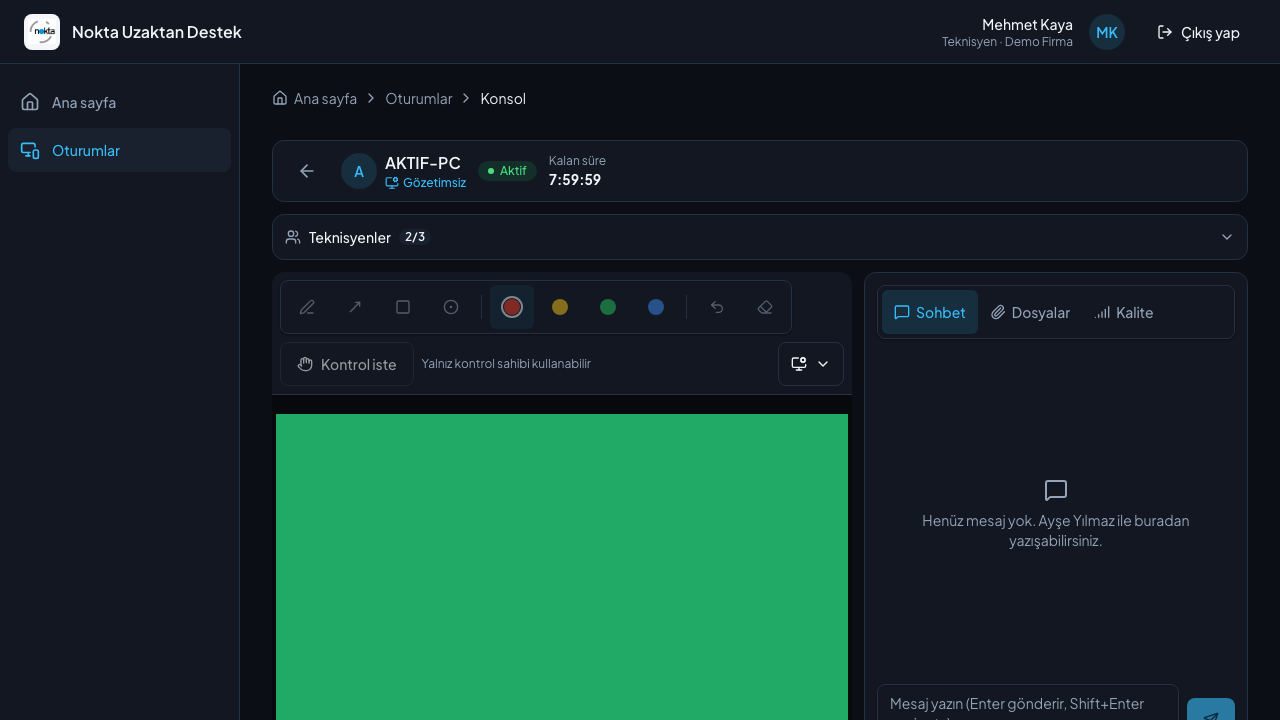 nokta
Nokta Uzaktan Destek
Mehmet Kaya
Teknisyen · Demo Firma
MK
Çıkış yap
Ana sayfa
Oturumlar
Ana sayfa
Oturumlar
Konsol
A
AKTIF-PC
Gözetimsiz
Aktif
Kalan süre
7:59:59
Teknisyenler
2/3
Kontrol iste
Yalnız kontrol sahibi kullanabilir
Sohbet
Dosyalar
Kalite
Henüz mesaj yok. Ayşe Yılmaz ile buradan
yazışabilirsiniz.
Mesaj yazın (Enter gönderir, Shift+Enter